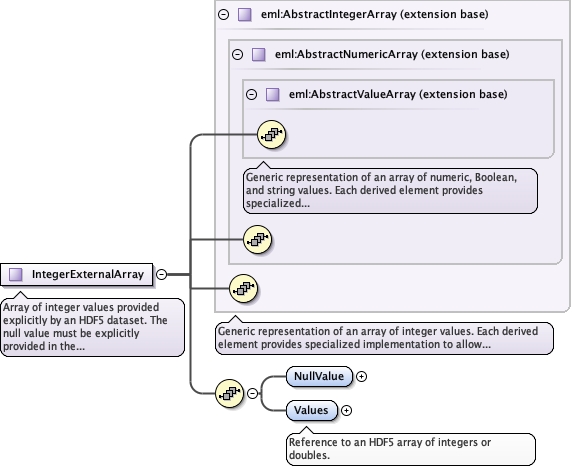 eml:AbstractIntegerArray (extension base)
eml:AbstractNumericArray (extension base)
eml:AbstractValueArray (extension base)
Generic representation of an array of numeric, Boolean,
and string values. Each derived element provides
specialized...
IntegerExternalArray
Array of integer values provided
explicitly by an HDF5 dataset. The
null value must be explicitly
provided in the...
Generic representation of an array of integer values. Each derived
element provides specialized implementation to allow...
NullValue
Values
Reference to an HDF5 array of integers or
doubles.